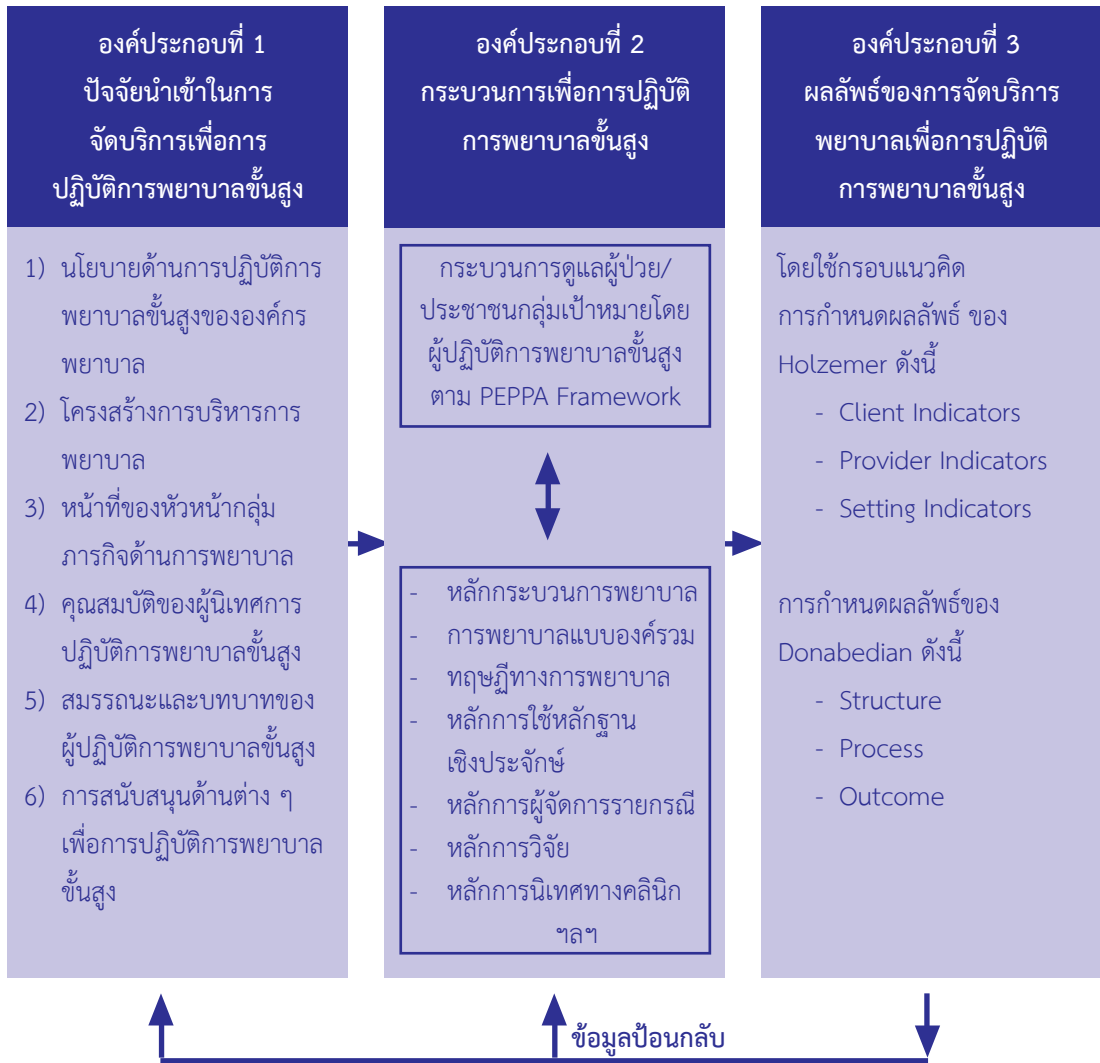 องค์ประกอบที่ 1
ปัจจัยนำเข้าในการ
จัดบริการเพื่อการ
ปฏิบัติการพยาบาลขั้นสูง
1) นโยบายด้านการปฏิบัติการ
พยาบาลขั้นสูงขององค์กร
พยาบาล
2) โครงสร้างการบริหารการ
พยาบาล
3) หน้าที่ของหัวหน้ากลุ่ม
ภารกิจด้านการพยาบาล
4) คุณสมบัติของผู้นิเทศการ
ปฏิบัติการพยาบาลขั้นสูง
5) สมรรถนะและบทบาทของ
ผู้ปฏิบัติการพยาบาลขั้นสูง
6) การสนับสนุนด้านต่าง ๆ
เพื่อการปฏิบัติการพยาบาล
ขั้นสูง
องค์ประกอบที่ 2
กระบวนการเพื่อการปฏิบัติ
การพยาบาลขั้นสูง
กระบวนการดูแลผู้ป่วย/
ประชาชนกลุ่มเป้าหมายโดย
ผู้ปฏิบัติการพยาบาลขั้นสูง
ตาม PEPPA Framework
- หลักกระบวนการพยาบาล
- การพยาบาลแบบองค์รวม
- ทฤษฏีทางการพยาบาล
- หลักการใช้หลักฐาน
เชิงประจักษ์
- หลักการผู้จัดการรายกรณี
- หลักการวิจัย
- หลักการนิเทศทางคลินิก
ฯลฯ
องค์ประกอบที่ 3
ผลลัพธ์ของการจัดบริการ
พยาบาลเพื่อการปฏิบัติ
การพยาบาลขั้นสูง
โดยใช้กรอบแนวคิด
การกำหนดผลลัพธ์ ของ
Holzemer ดังนี้
- Client Indicators
- Provider Indicators
- Setting Indicators
การกำหนดผลลัพธ์ของ
Donabedian ดังนี้
- Structure
- Process
- Outcome
ข้อมูลป้อนกลับ